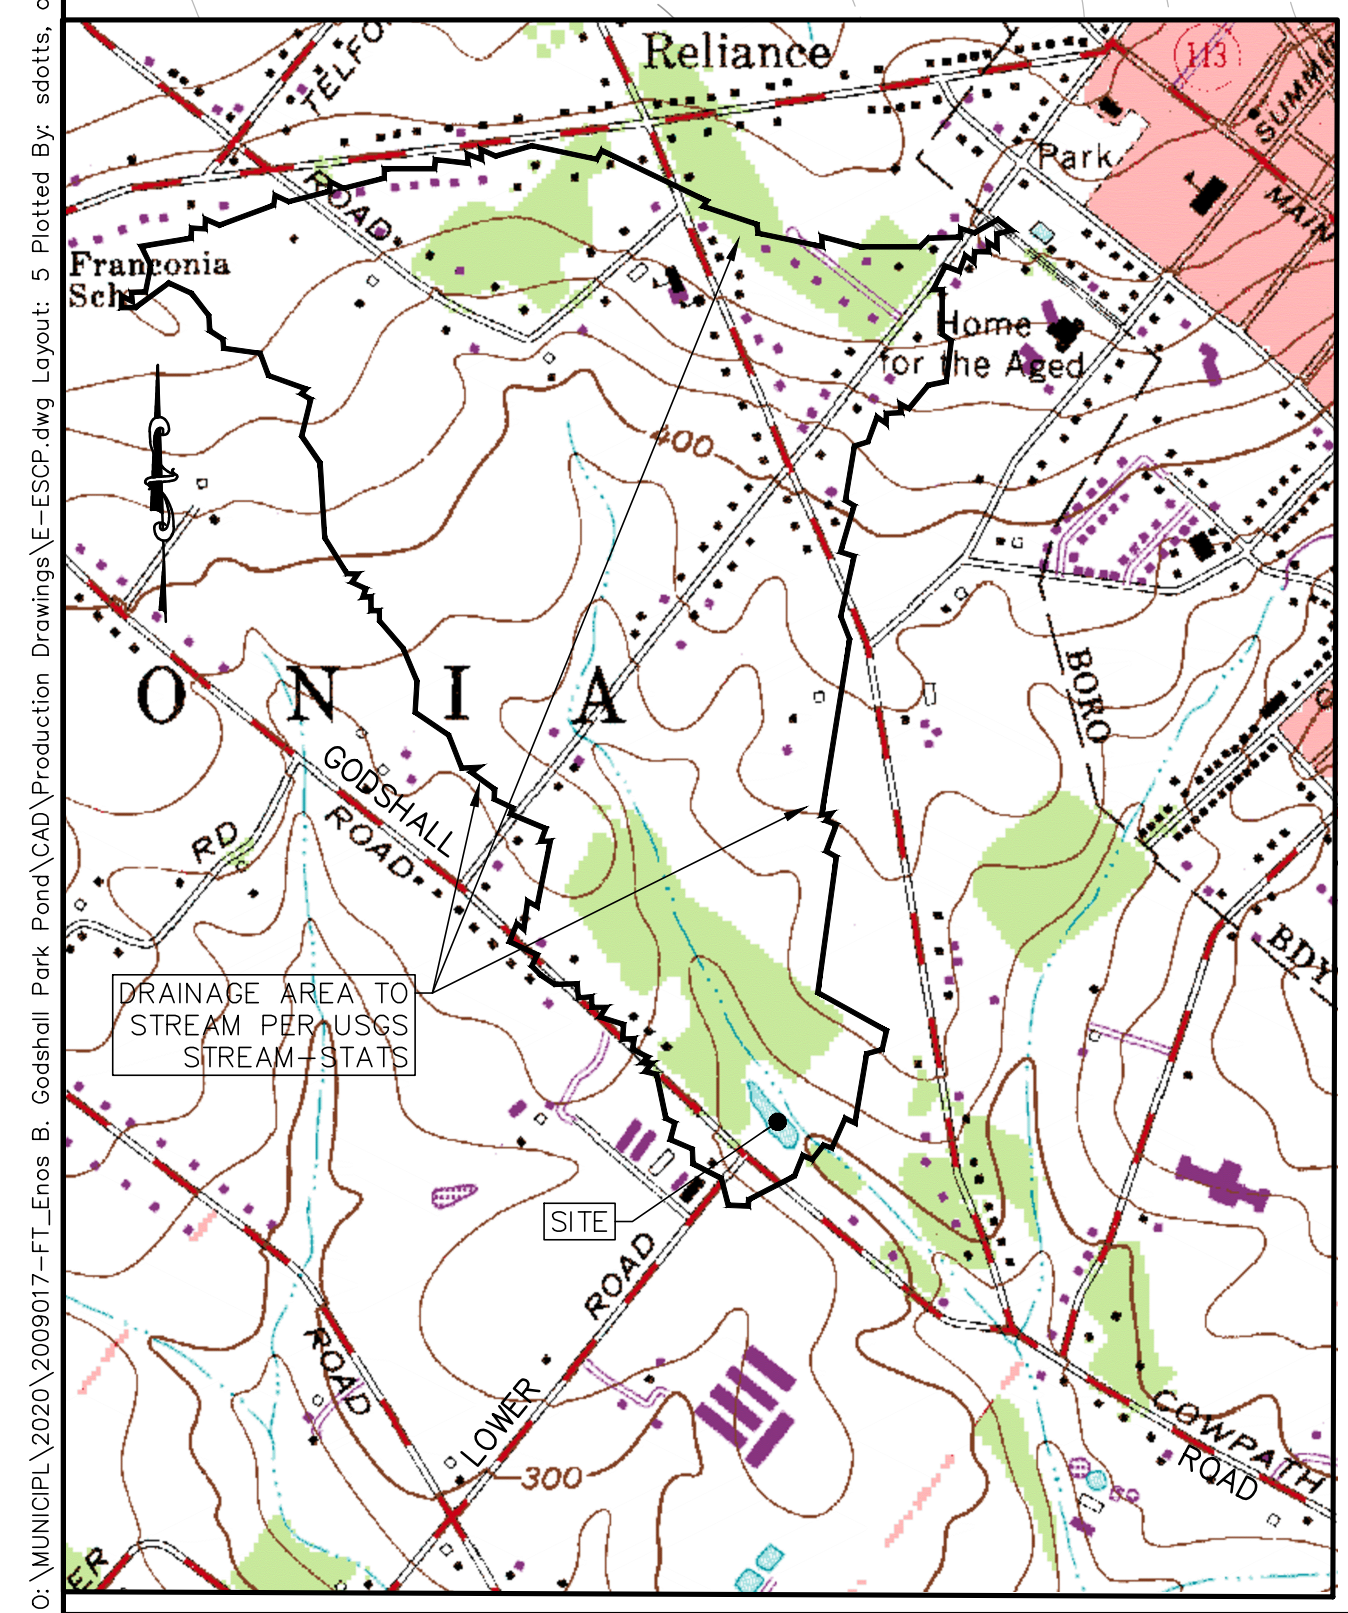 O:\MUNICIPL\2020\2009017-FT_Enos B. Godshall Park Pond\CAD\Production Drawings\E-ESCP.dwg Layout: 5 Plotted By: sdotts,
TELFO
Reliance
113
SUMMI
MAIN
Park
ROAD
Franconia
Sch
Home
for the Aged
400
O N I A
BORO
GODSHALL
ROAD
ROAD
RD
BDY
DRAINAGE AREA TO
STREAM PER USGS
STREAM-STATS
SITE
ROAD
LOWER
ROAD
300
COWPATH
ROAD
ER